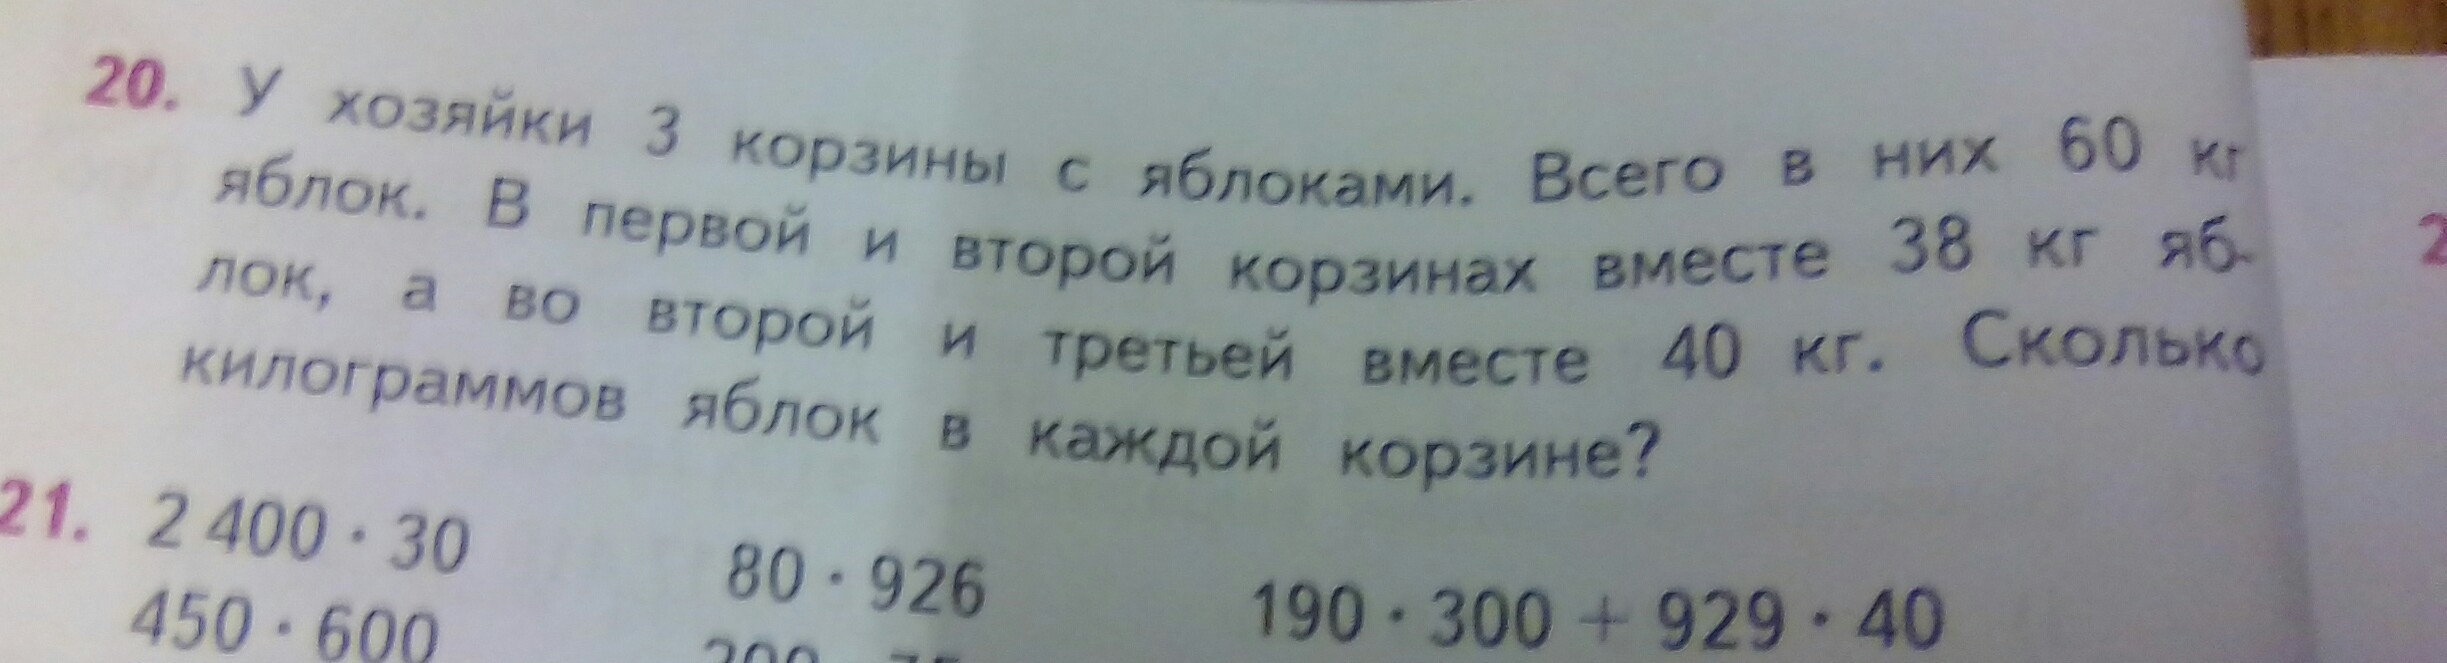 20. У хозяйки 3 корзины с яблоками. Всего в них 60 кг
яблок. В первой и второй корзинах вместе 38 кг яб-
лок, а во второй и третьей вместе 40 кг. Сколько
килограммов яблок в каждой корзине?
21. 2 400 · 30 80 · 926 190 · 300 + 929 · 40
450 · 600
2